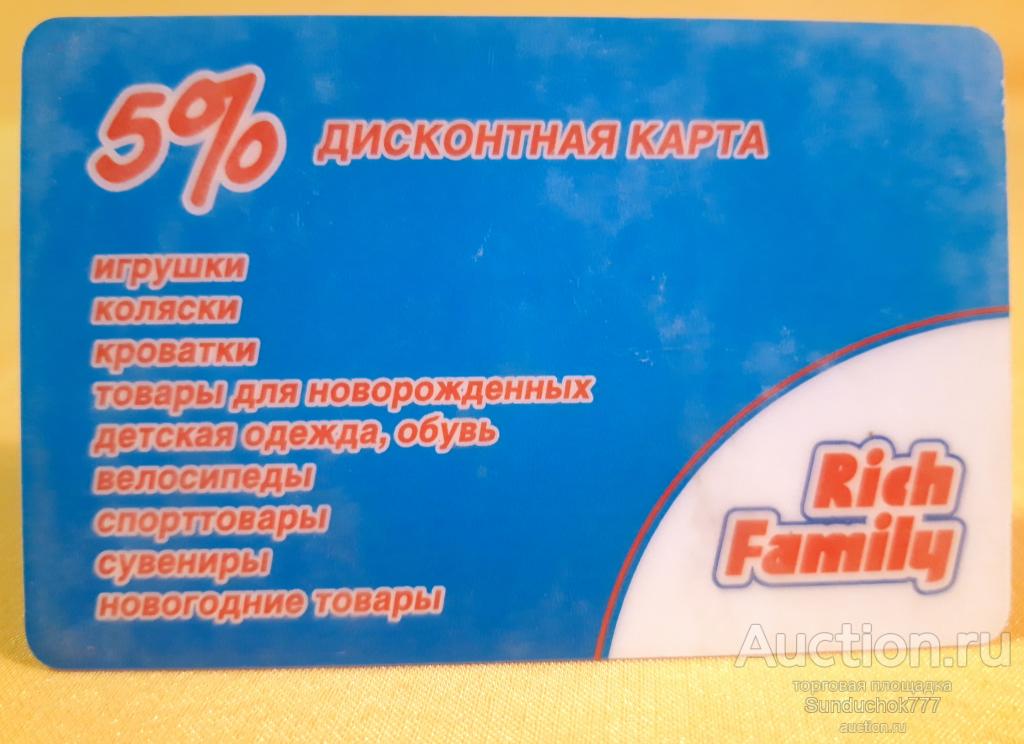 5% ДИСКОНТНАЯ КАРТА
игрушки
коляски
кроватки
товары для новорожденных
детская одежда, обувь
велосипеды
спорттовары
сувениры
новогодние товары
Rich
Family
Auction.ru
торговая площадка
Sunduchok777
auction.ru